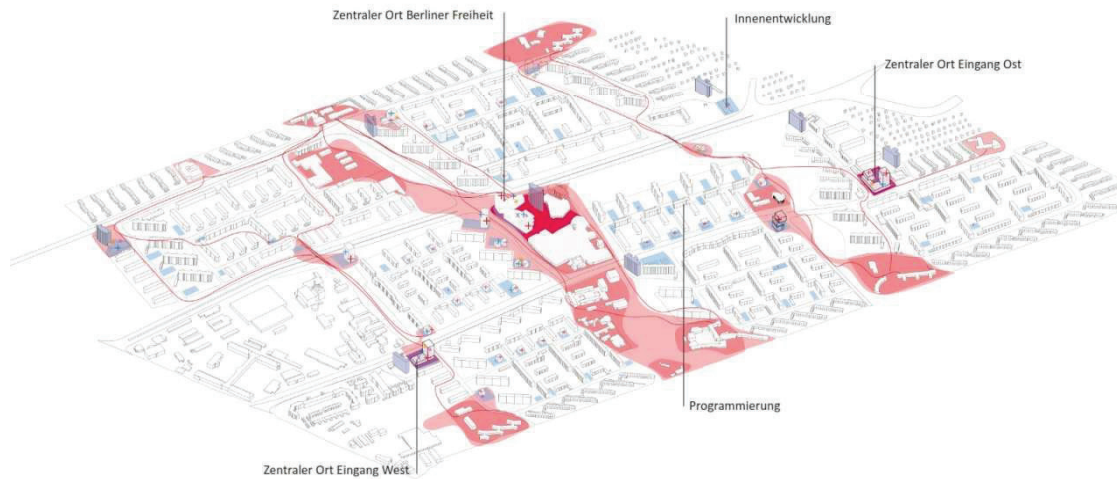 Zentraler Ort Berliner Freiheit
Innenentwicklung
Zentraler Ort Eingang Ost
Programmierung
Zentraler Ort Eingang West